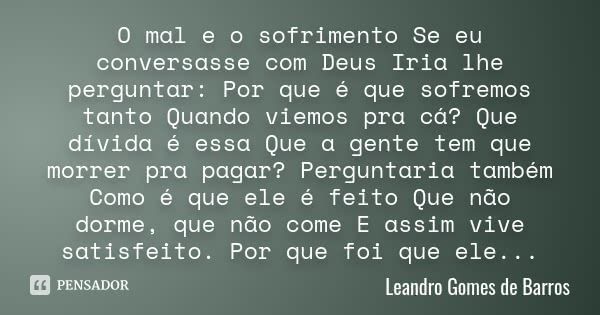 O mal e o sofrimento Se eu
conversasse com Deus Iria lhe
perguntar: Por que é que sofremos
tanto Quando viemos pra cá? Que
dívida é essa Que a gente tem que
morrer pra pagar? Perguntaria também
Como é que ele é feito Que não
dorme, que não come E assim vive
satisfeito. Por que foi que ele...
PENSADOR
Leandro Gomes de Barros